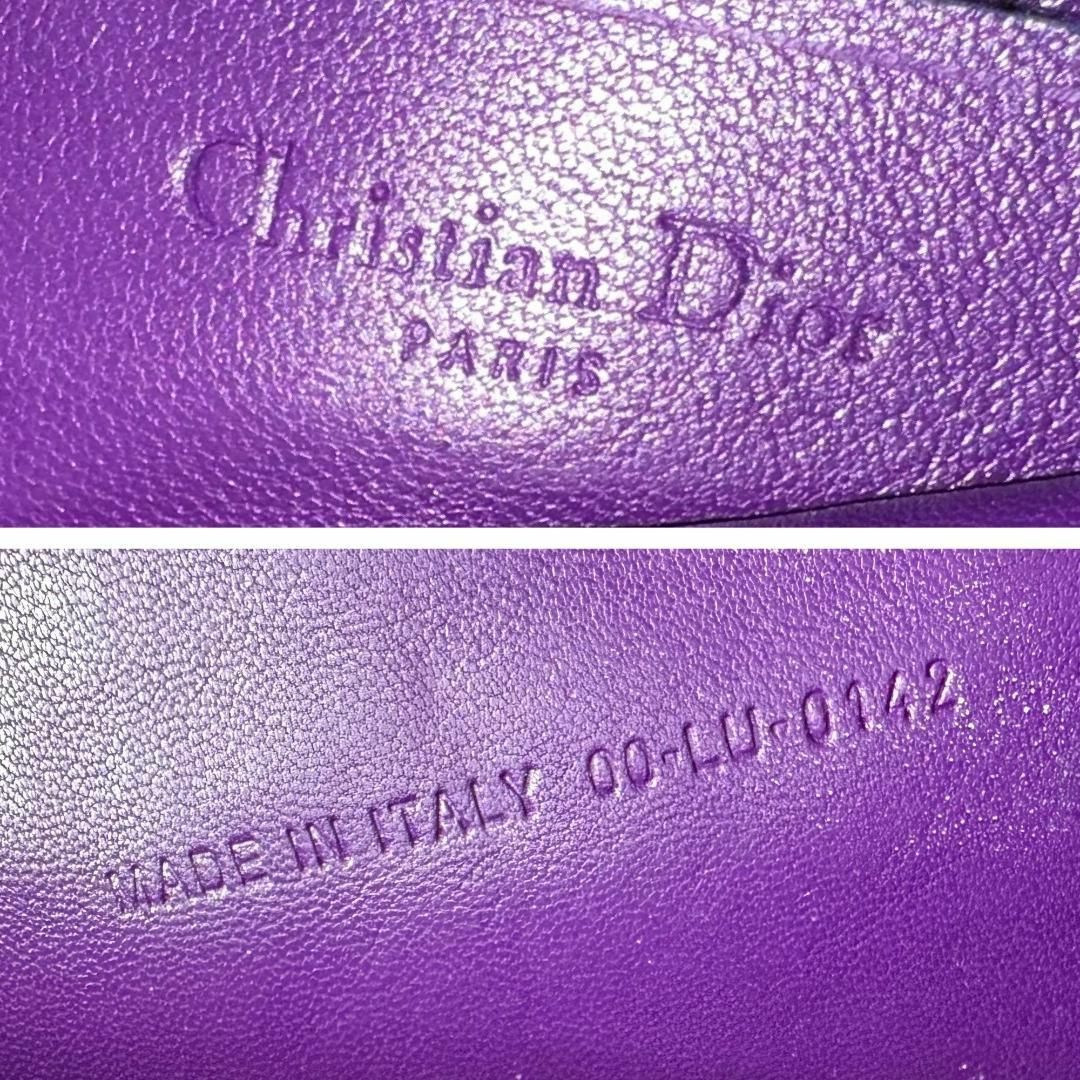 Christian Dior
PARIS
MADE IN ITALY 00-LU-0142